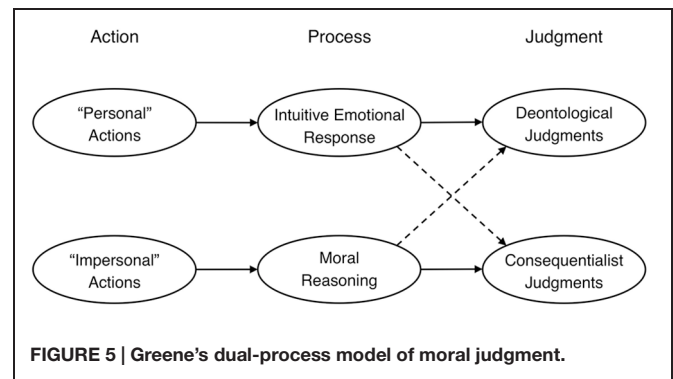 Action Process Judgment
“Personal” Intuitive Emotional Deontological
Actions Response Judgments
“Impersonal” Moral Consequentialist
Actions Reasoning Judgments
FIGURE 5 | Greene’s dual-process model of moral judgment.